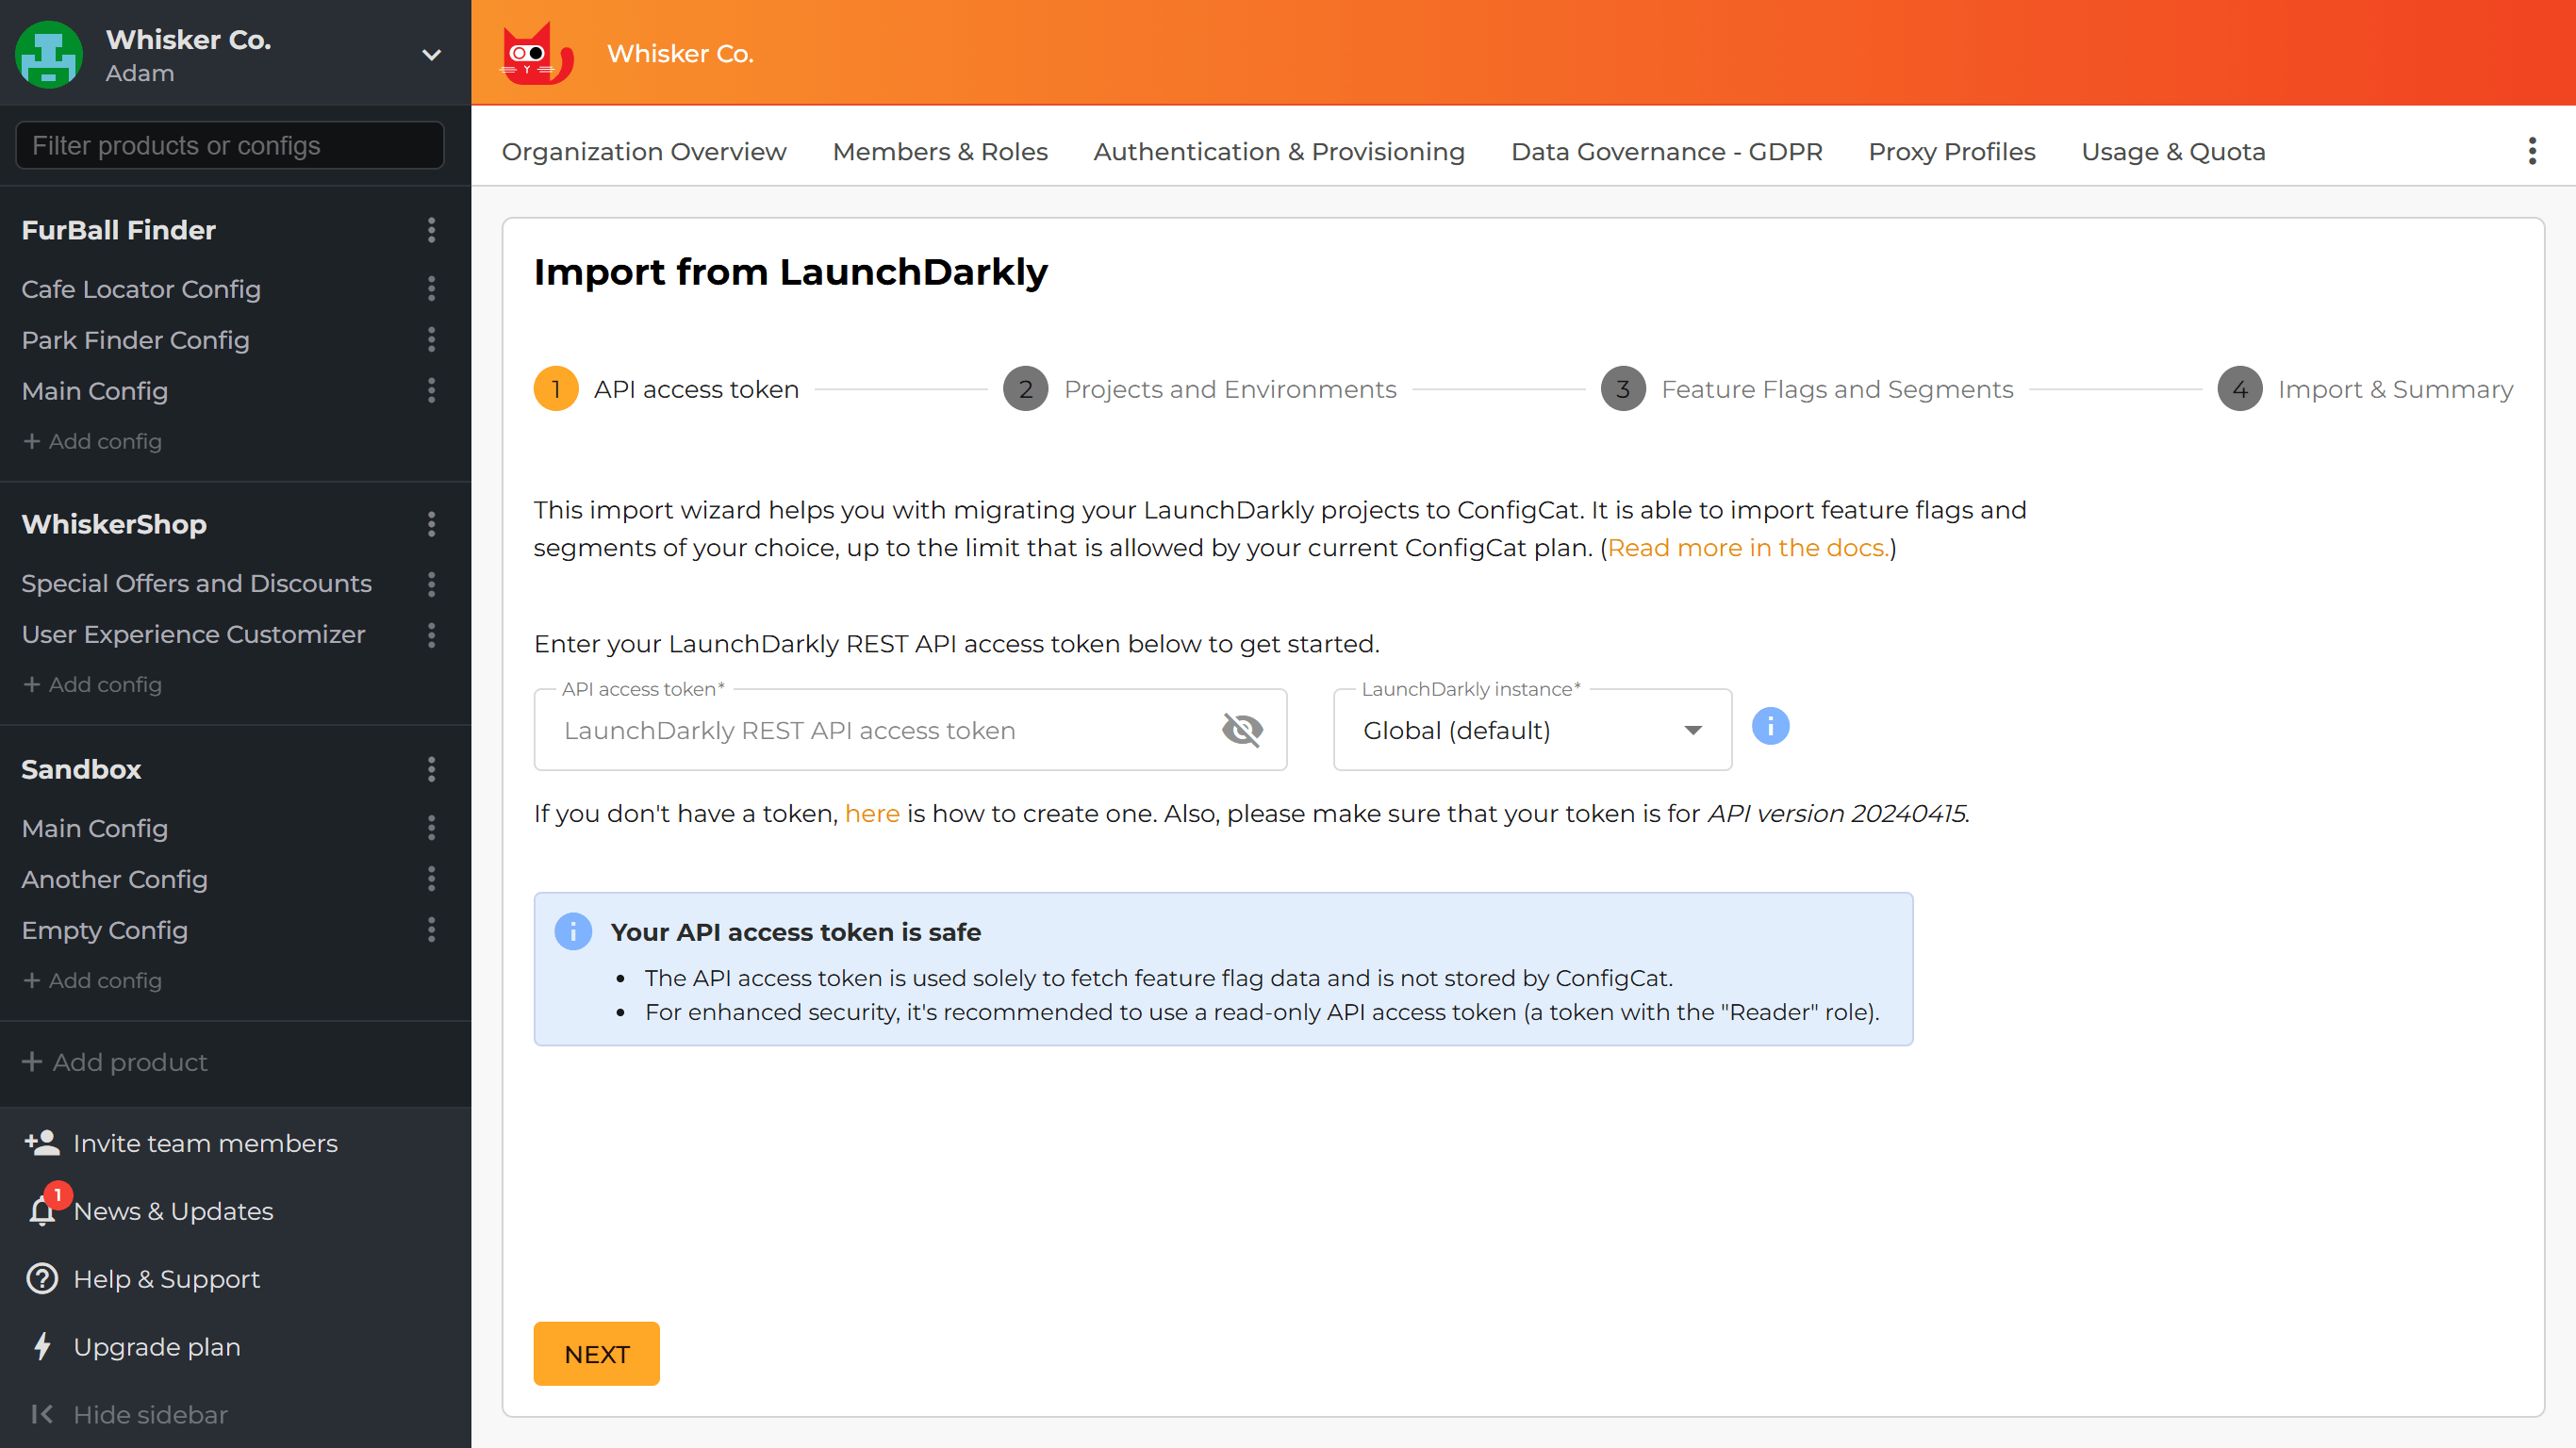 Whisker Co.
Adam
Filter products or configs
FurBall Finder
Cafe Locator Config
Park Finder Config
Main Config
+ Add config
WhiskerShop
Special Offers and Discounts
User Experience Customizer
+ Add config
Sandbox
Main Config
Another Config
Empty Config
+ Add config
+ Add product
Invite team members
1
News & Updates
Help & Support
Upgrade plan
Hide sidebar
Whisker Co.
Organization Overview Members & Roles Authentication & Provisioning Data Governance - GDPR Proxy Profiles Usage & Quota
Import from LaunchDarkly
1 API access token 2 Projects and Environments 3 Feature Flags and Segments 4 Import & Summary
This import wizard helps you with migrating your LaunchDarkly projects to ConfigCat. It is able to import feature flags and
segments of your choice, up to the limit that is allowed by your current ConfigCat plan. (Read more in the docs.)
Enter your LaunchDarkly REST API access token below to get started.
API access token* LaunchDarkly instance*
LaunchDarkly REST API access token Global (default)
If you don't have a token, here is how to create one. Also, please make sure that your token is for API version 20240415.
Your API access token is safe
• The API access token is used solely to fetch feature flag data and is not stored by ConfigCat.
• For enhanced security, it's recommended to use a read-only API access token (a token with the "Reader" role).
NEXT